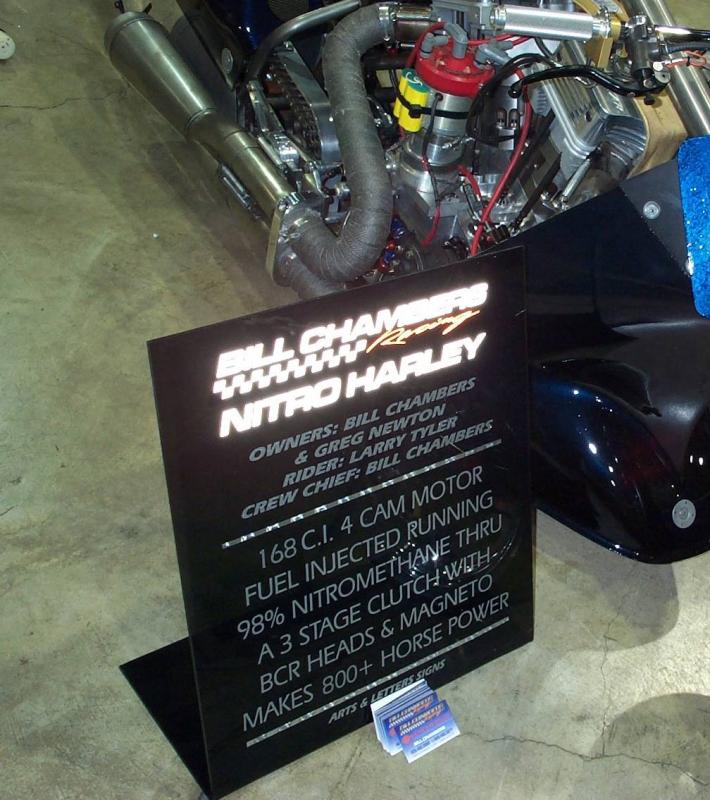 BILL CHAMBERS
Racing
NITRO HARLEY
OWNERS: BILL CHAMBERS
& GREG NEWTON
RIDER: LARRY TYLER
CREW CHIEF: BILL CHAMBERS
168 C.I. 4 CAM MOTOR
FUEL INJECTED RUNNING
98% NITROMETHANE THRU
A 3 STAGE CLUTCH WITH
BCR HEADS & MAGNETO
MAKES 800+ HORSE POWER
ARTS & LETTERS SIGNS